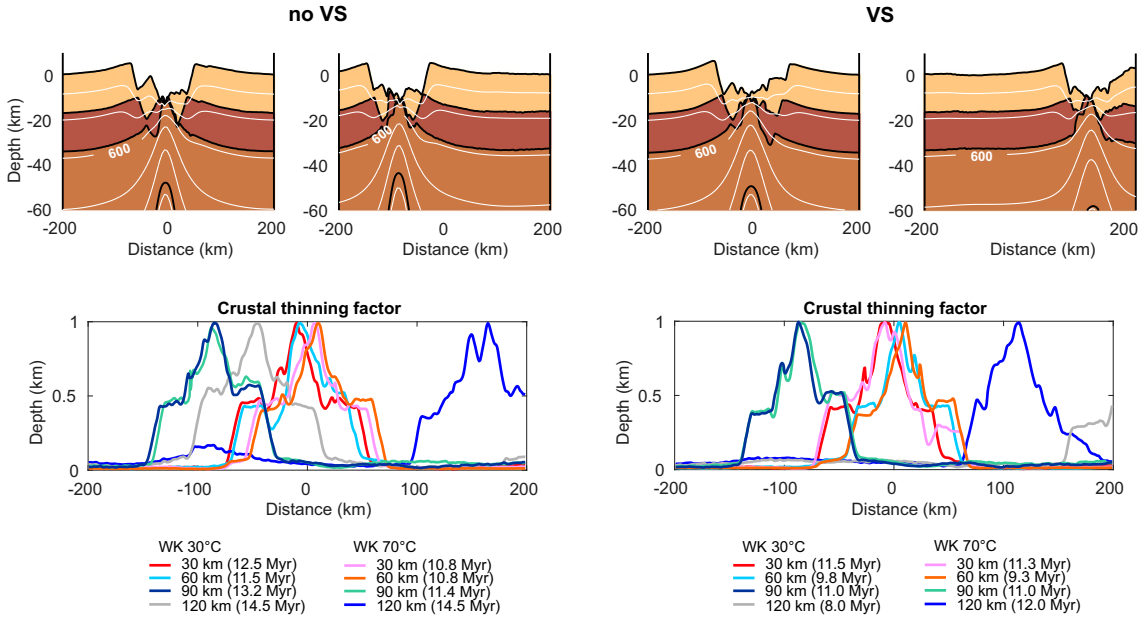 no VS
VS
0
-20
-40
-60
Depth (km)
600
-200
0
200
Distance (km)
0
-20
-40
-60
600
-200
0
200
Distance (km)
0
-20
-40
-60
600
-200
0
200
Distance (km)
0
-20
-40
-60
600
-200
0
200
Distance (km)
Crustal thinning factor
1
0.5
0
Depth (km)
-200
-100
0
100
200
Distance (km)
Crustal thinning factor
1
0.5
0
Depth (km)
-200
-100
0
100
200
Distance (km)
WK 30°C
30 km (12.5 Myr)
60 km (11.5 Myr)
90 km (13.2 Myr)
120 km (14.5 Myr)
WK 70°C
30 km (10.8 Myr)
60 km (10.8 Myr)
90 km (11.4 Myr)
120 km (14.5 Myr)
WK 30°C
30 km (11.5 Myr)
60 km (9.8 Myr)
90 km (11.0 Myr)
120 km (8.0 Myr)
WK 70°C
30 km (11.3 Myr)
60 km (9.3 Myr)
90 km (11.0 Myr)
120 km (12.0 Myr)